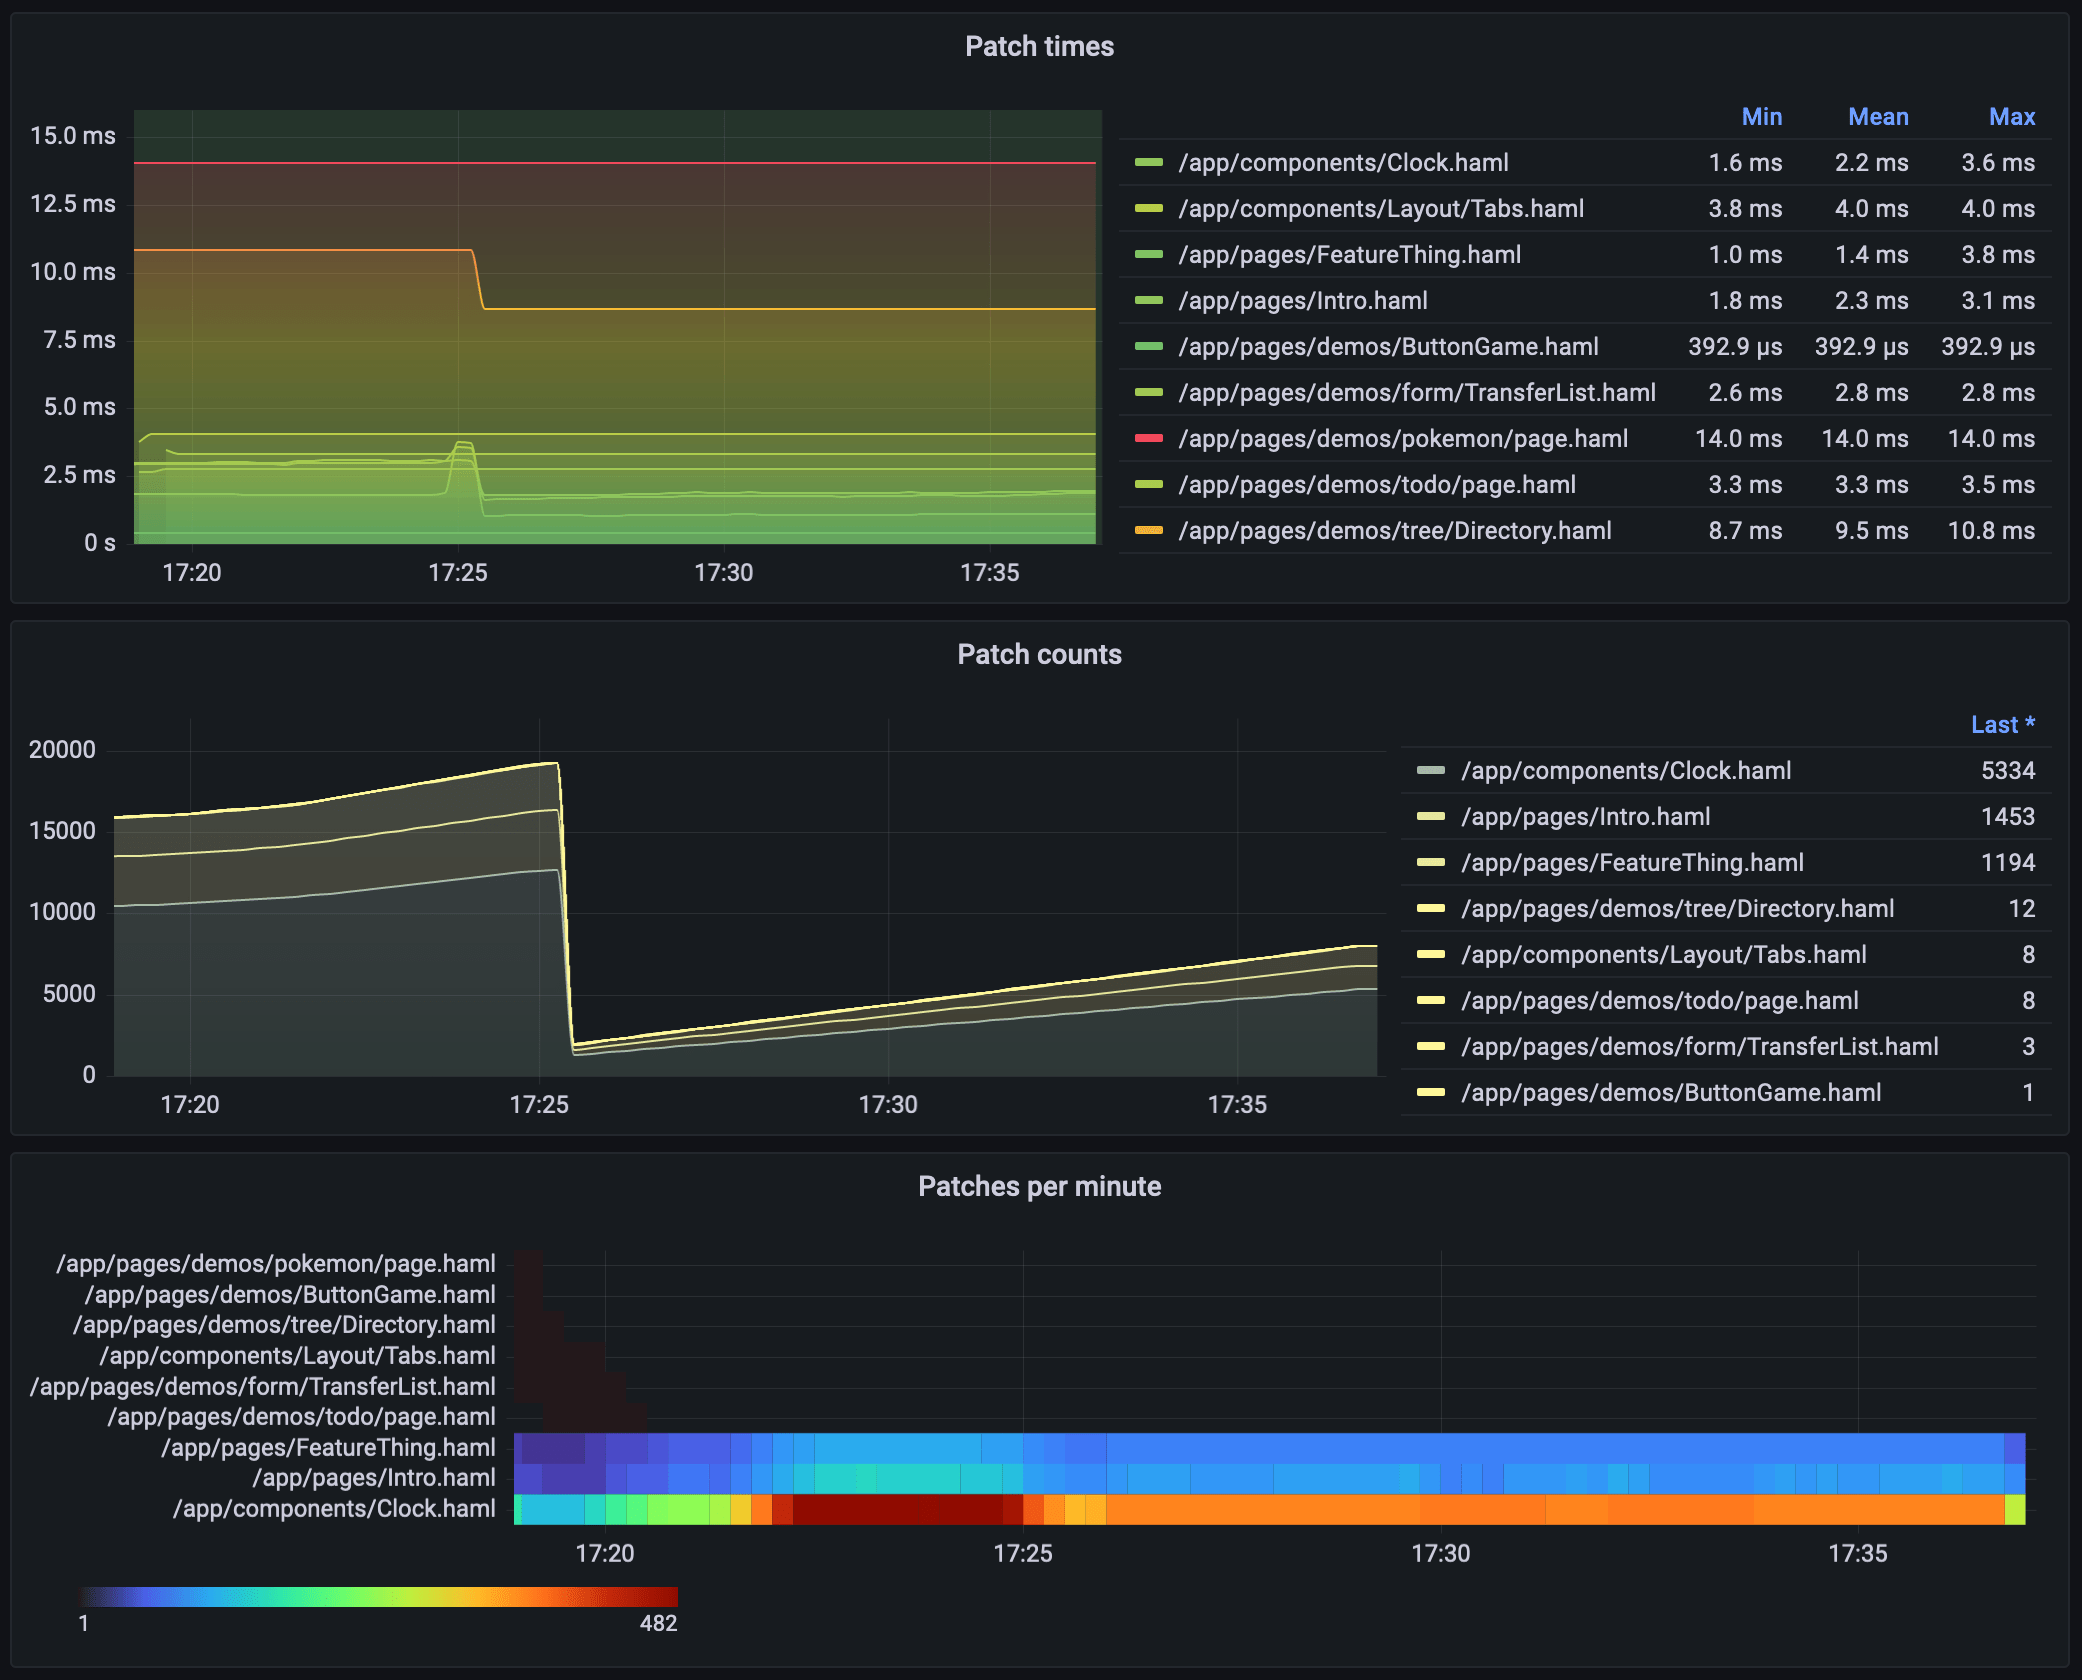 Patch times
Min Mean Max
15.0 ms
12.5 ms
10.0 ms
7.5 ms
5.0 ms
2.5 ms
0 s
17:20 17:25 17:30 17:35
/app/components/Clock.haml 1.6 ms 2.2 ms 3.6 ms
/app/components/Layout/Tabs.haml 3.8 ms 4.0 ms 4.0 ms
/app/pages/FeatureThing.haml 1.0 ms 1.4 ms 3.8 ms
/app/pages/Intro.haml 1.8 ms 2.3 ms 3.1 ms
/app/pages/demos/ButtonGame.haml 392.9 µs 392.9 µs 392.9 µs
/app/pages/demos/form/TransferList.haml 2.6 ms 2.8 ms 2.8 ms
/app/pages/demos/pokemon/page.haml 14.0 ms 14.0 ms 14.0 ms
/app/pages/demos/todo/page.haml 3.3 ms 3.3 ms 3.5 ms
/app/pages/demos/tree/Directory.haml 8.7 ms 9.5 ms 10.8 ms
Patch counts
20000
15000
10000
5000
0
17:20 17:25 17:30 17:35
Last *
/app/components/Clock.haml 5334
/app/pages/Intro.haml 1453
/app/pages/FeatureThing.haml 1194
/app/pages/demos/tree/Directory.haml 12
/app/components/Layout/Tabs.haml 8
/app/pages/demos/todo/page.haml 8
/app/pages/demos/form/TransferList.haml 3
/app/pages/demos/ButtonGame.haml 1
Patches per minute
/app/pages/demos/pokemon/page.haml
/app/pages/demos/ButtonGame.haml
/app/pages/demos/tree/Directory.haml
/app/components/Layout/Tabs.haml
/app/pages/demos/form/TransferList.haml
/app/pages/demos/todo/page.haml
/app/pages/FeatureThing.haml
/app/pages/Intro.haml
/app/components/Clock.haml
17:20 17:25 17:30 17:35
1 482